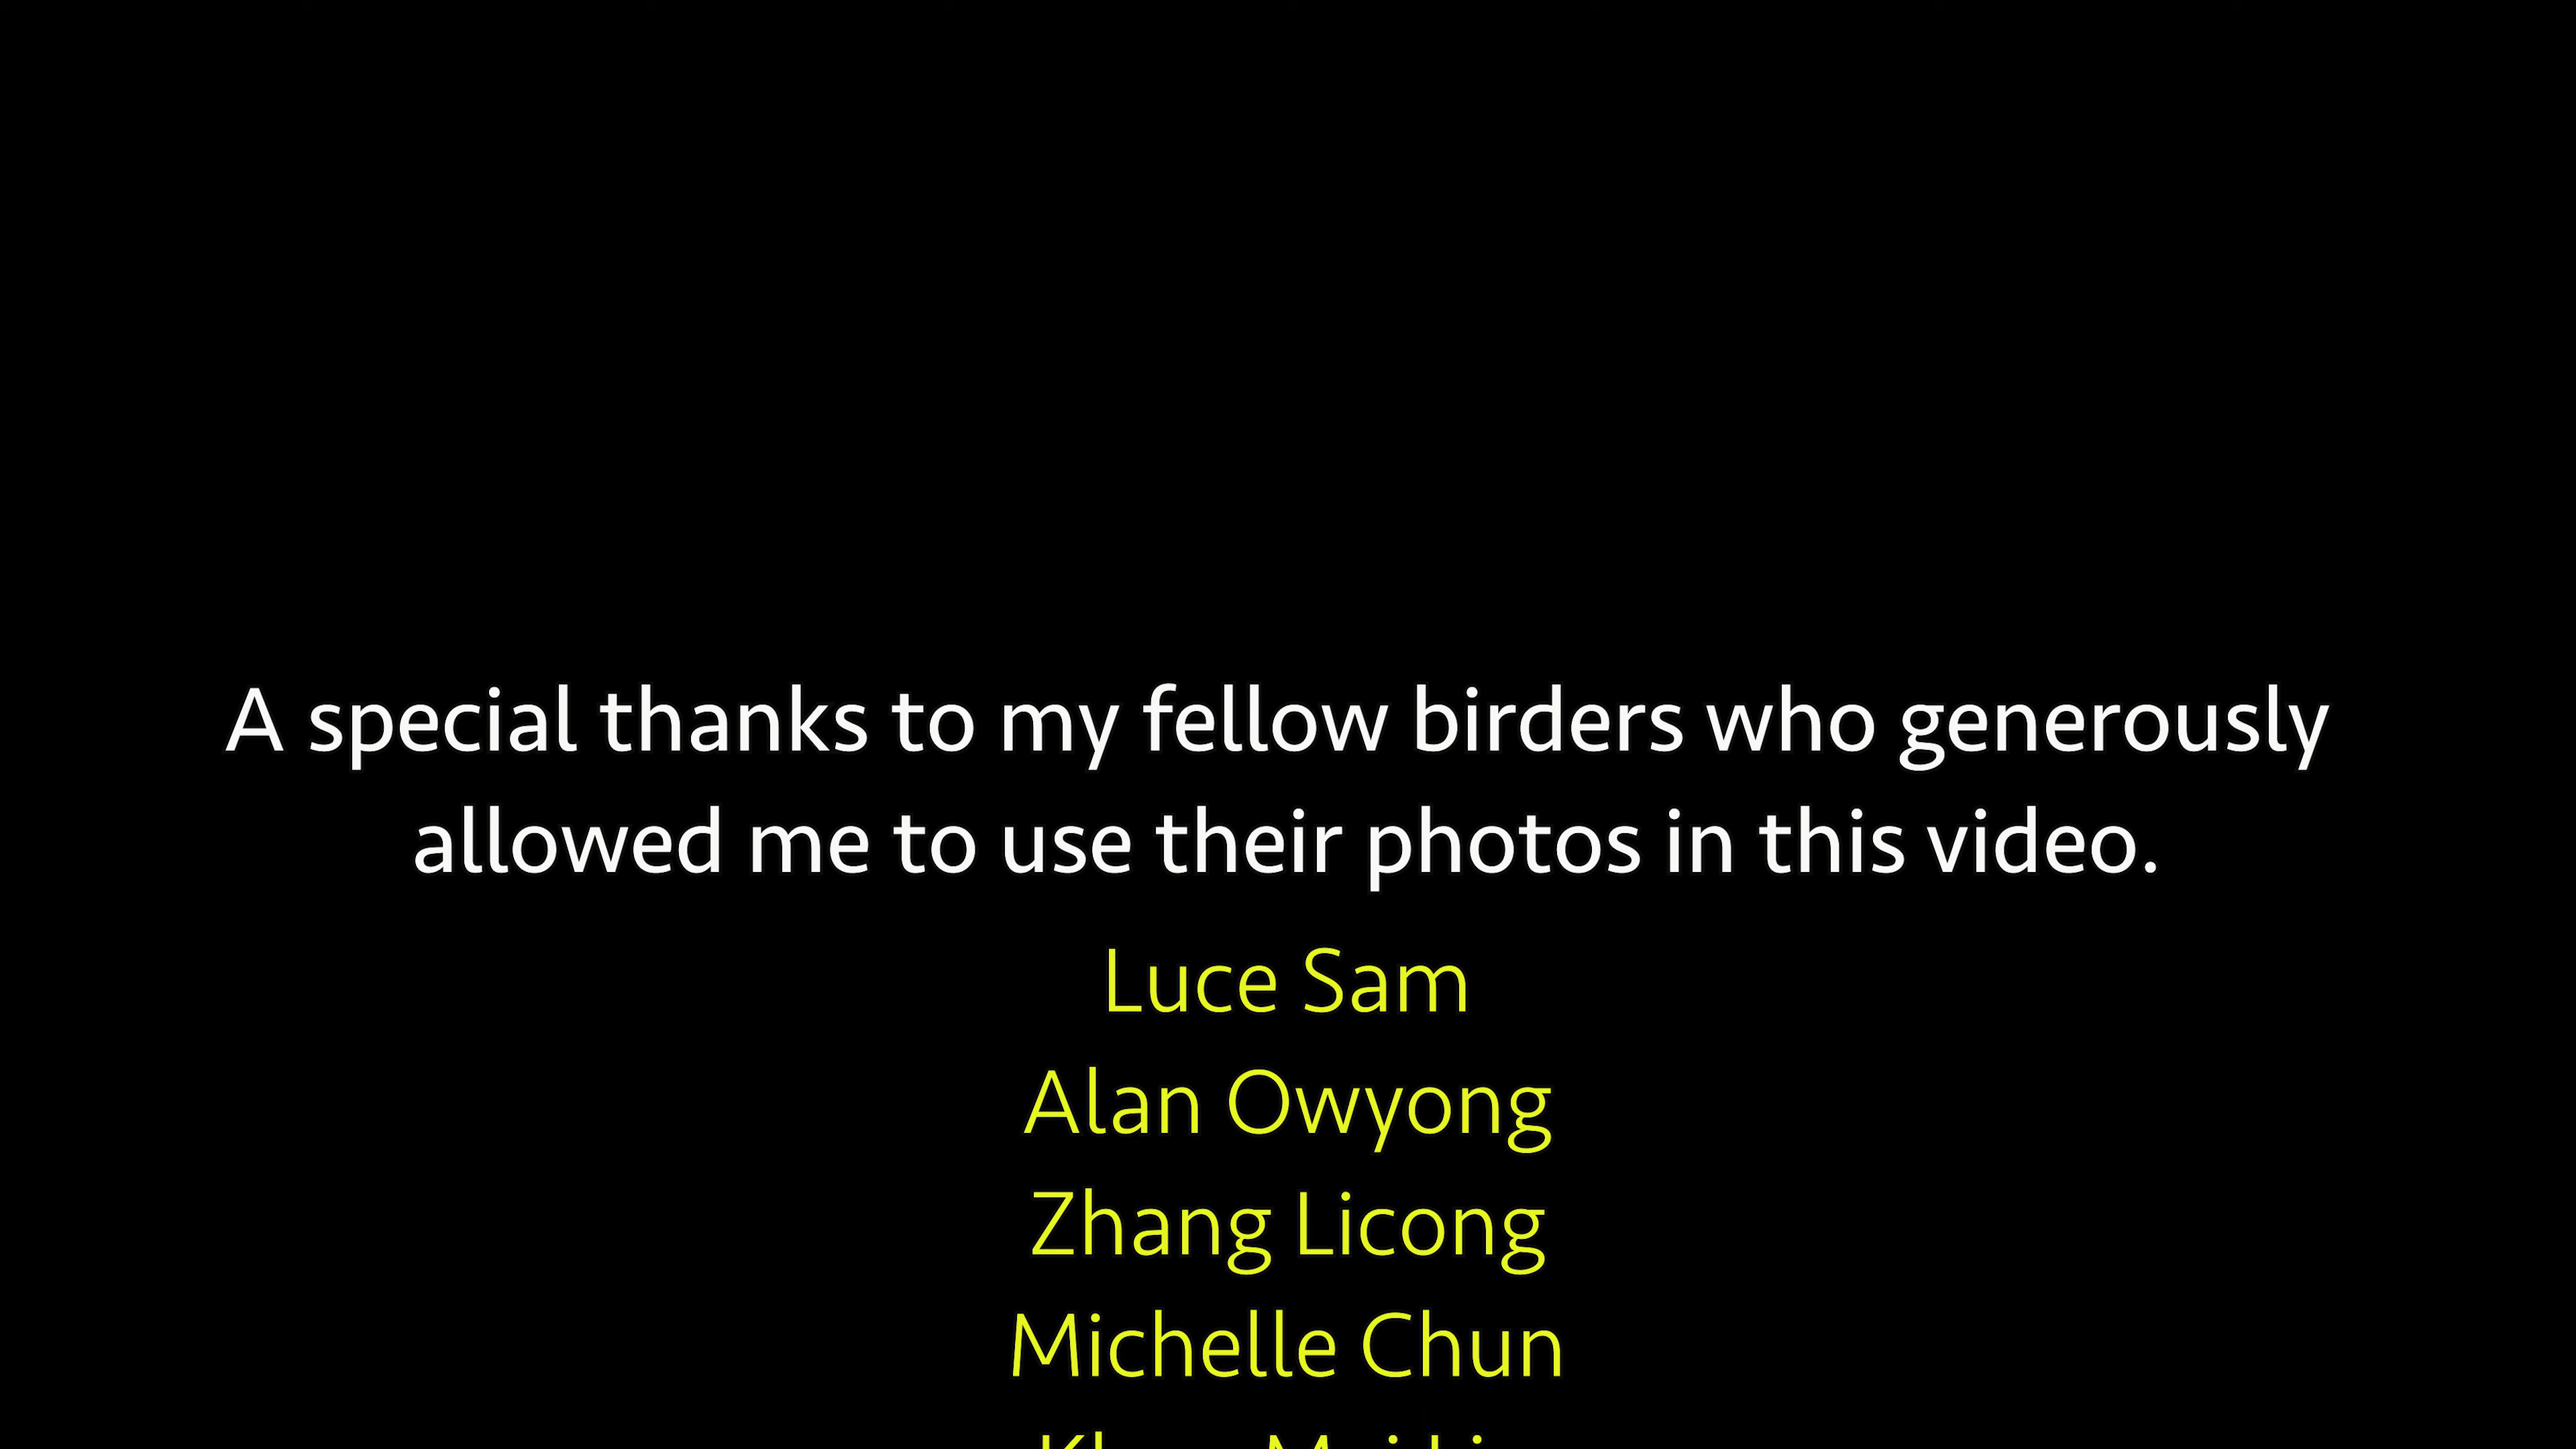 A special thanks to my fellow birders who generously
allowed me to use their photos in this video.
Luce Sam
Alan Owyong
Zhang Licong
Michelle Chun